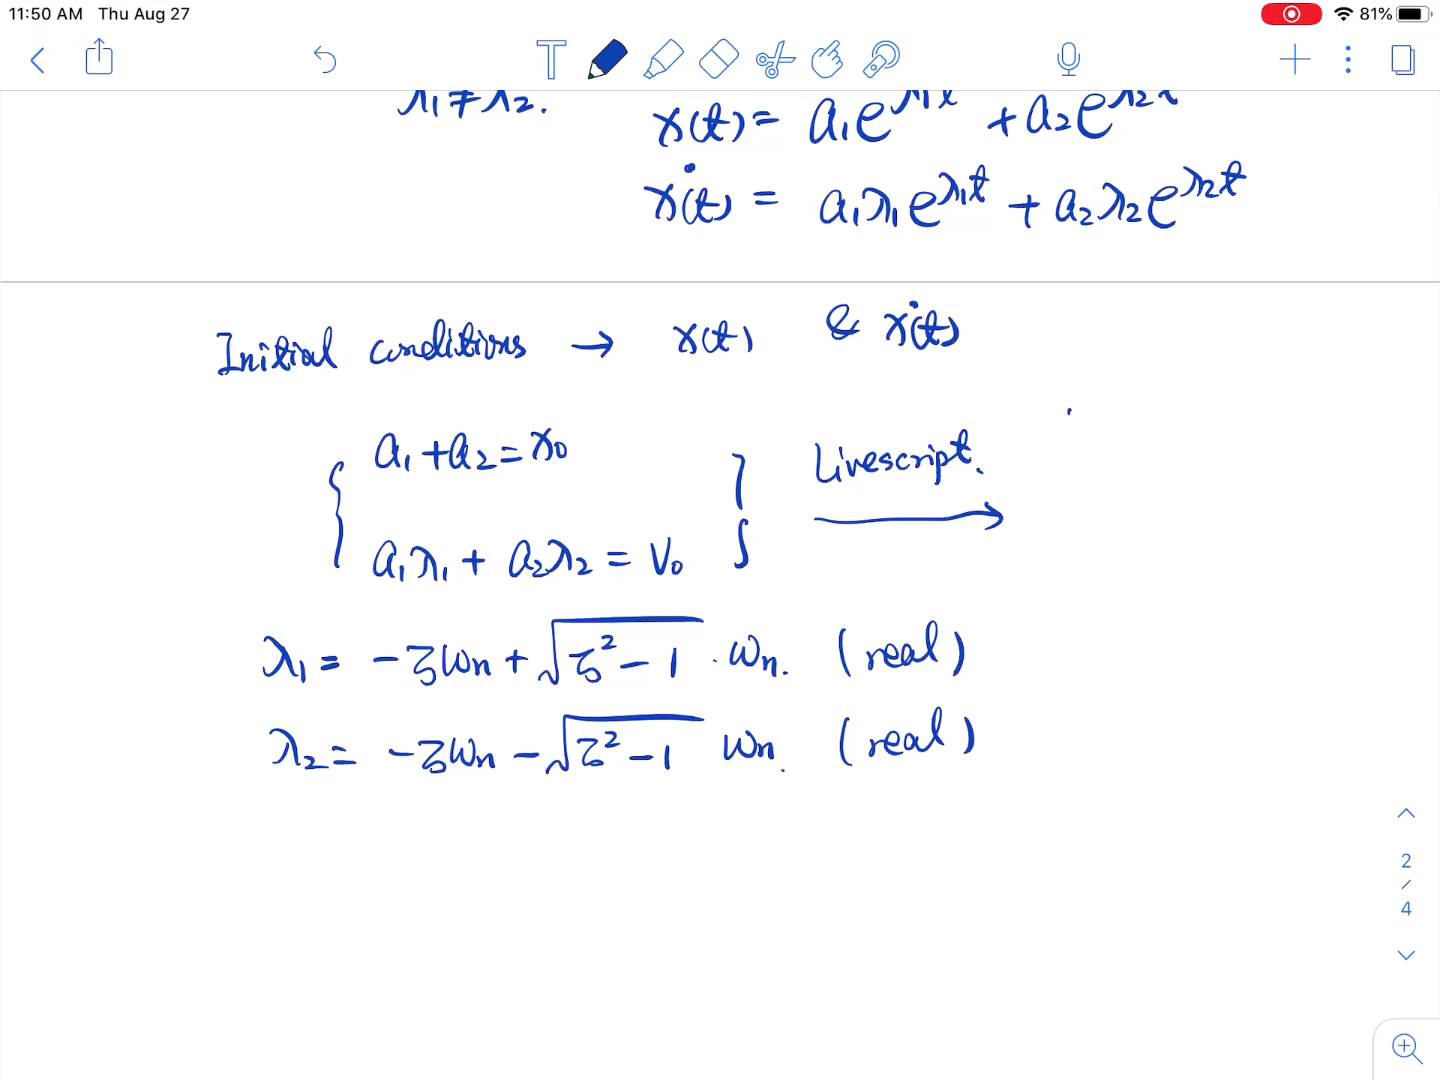 11:50 AM Thu Aug 27 81%
λ₁ ≠ λ₂.
x(t) = a₁e^λ₁t + a₂e^λ₂t
ẋ(t) = a₁λ₁e^λ₁t + a₂λ₂e^λ₂t
Initial conditions → x(t) & ẋ(t)
a₁ + a₂ = x₀
Livescript.
a₁λ₁ + a₂λ₂ = V₀
λ₁ = -ζωn + √(ζ² - 1) · ωn. (real)
λ₂ = -ζωn - √(ζ² - 1) ωn. (real)
2
/
4